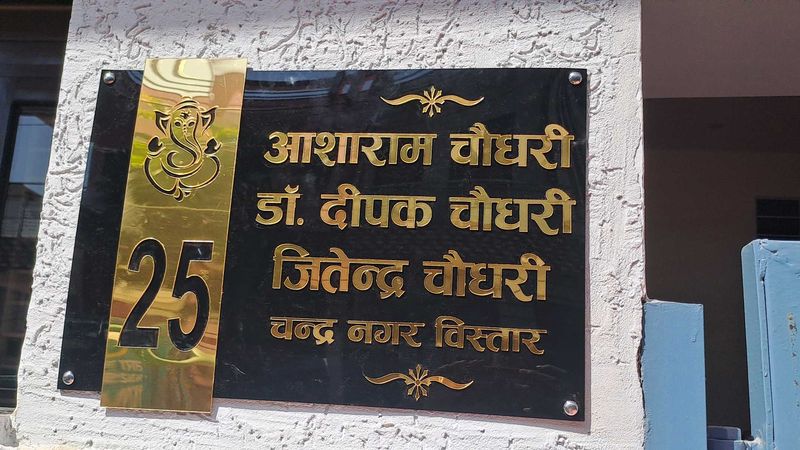 25
आशाराम चौधरी
डॉ. दीपक चौधरी
जितेन्द्र चौधरी
चन्द्र नगर विस्तार